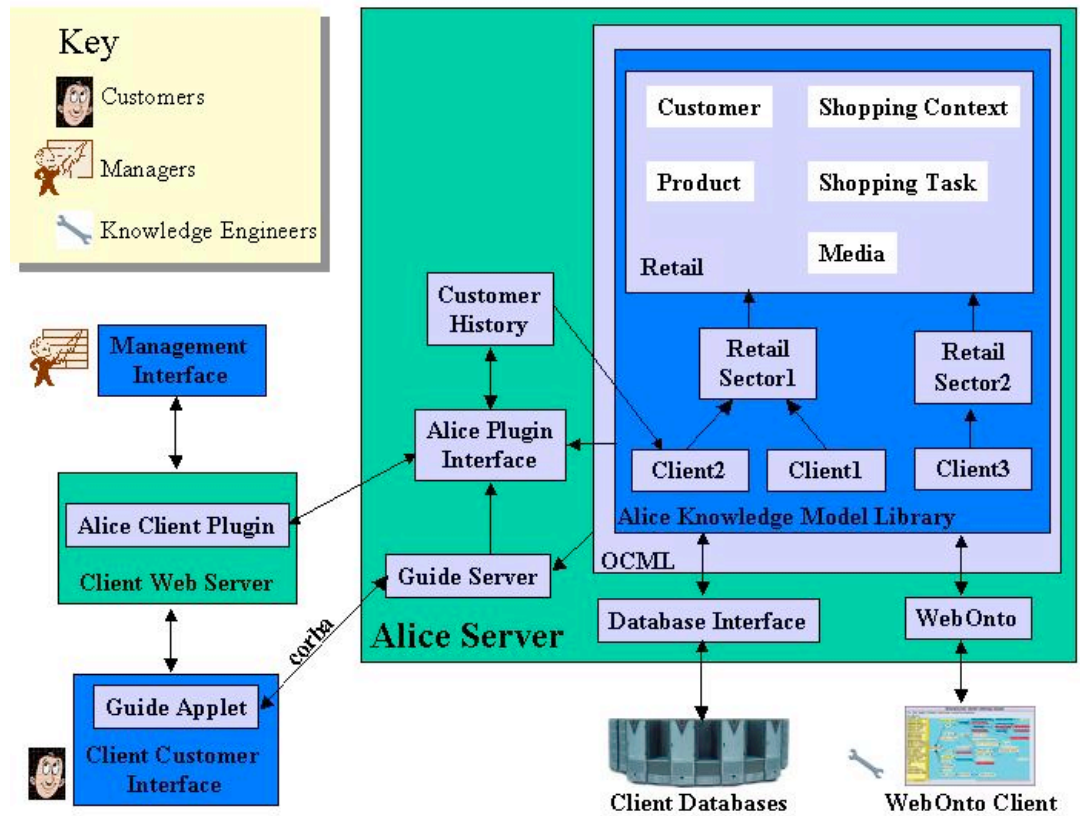 Key
Customers
Managers
Knowledge Engineers
Management
Interface
Alice Client Plugin
Client Web Server
Guide Applet
Client Customer
Interface
corba
Customer
History
Alice Plugin
Interface
Guide Server
Alice Server
Customer
Shopping Context
Product
Shopping Task
Media
Retail
Retail
Sector1
Retail
Sector2
Client2
Client1
Client3
Alice Knowledge Model Library
OCML
Database Interface
WebOnto
Client Databases
WebOnto Client